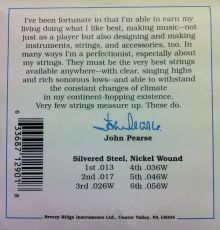 I've been fortunate in that I'm able to earn my
living doing what I like best, making music--not
just as a player but also designing and making
instruments, strings, and accessories, too. In
many ways I'm a perfectionist, especially about
my strings. They must be the very best strings
available anywhere--with clear, singing highs
and rich sonorous lows--and able to withstand
the constant changes of climate
in my continent-hopping existence.
Very few strings measure up. These do.
John Pearse
John Pearse
Silvered Steel, Nickel Wound
1st .013 4th .036W
2nd .017 5th .046W
3rd .026W 6th .056W
6 55687 12900 8
Breezy Ridge Instruments Ltd., Center Valley, PA 18034